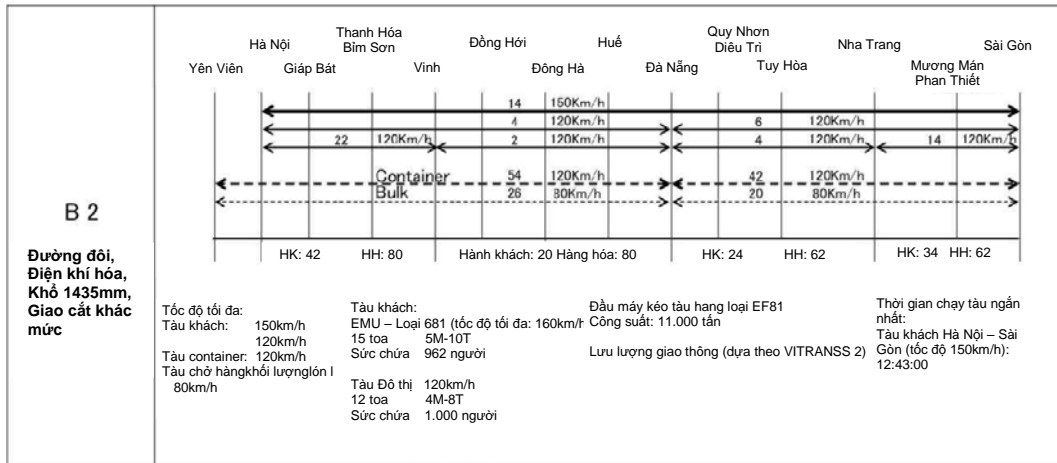 B 2
Đường đôi,
Điện khí hóa,
Khổ 1435mm,
Giao cắt khác
mức
Thanh Hóa
Quy Nhơn
Hà Nội Bỉm Sơn Đồng Hới Huế Diêu Trì Nha Trang Sài Gòn
Yên Viên Giáp Bát Vinh Đông Hà Đà Nẵng Tuy Hòa Mương Mán
Phan Thiết
14 150Km/h
4 120Km/h 6 120Km/h
22 120Km/h 2 120Km/h 4 120Km/h 14 120Km/h
Container 54 120Km/h 42 120Km/h
Bulk 26 80Km/h 20 80Km/h
HK: 42 HH: 80 Hành khách: 20 Hàng hóa: 80 HK: 24 HH: 62 HK: 34 HH: 62
Tốc độ tối đa:
Tàu khách: 150km/h
120km/h
Tàu container: 120km/h
Tàu chở hàngkhối lượnglón l
80km/h
Tàu khách:
EMU – Loại 681 (tốc độ tối đa: 160km/h
15 toa 5M-10T
Sức chứa 962 người
Tàu Đô thị 120km/h
12 toa 4M-8T
Sức chứa 1.000 người
Đầu máy kéo tàu hang loại EF81
Công suất: 11.000 tấn
Lưu lượng giao thông (dựa theo VITRANSS 2)
Thời gian chạy tàu ngắn
nhất:
Tàu khách Hà Nội – Sài
Gòn (tốc độ 150km/h):
12:43:00